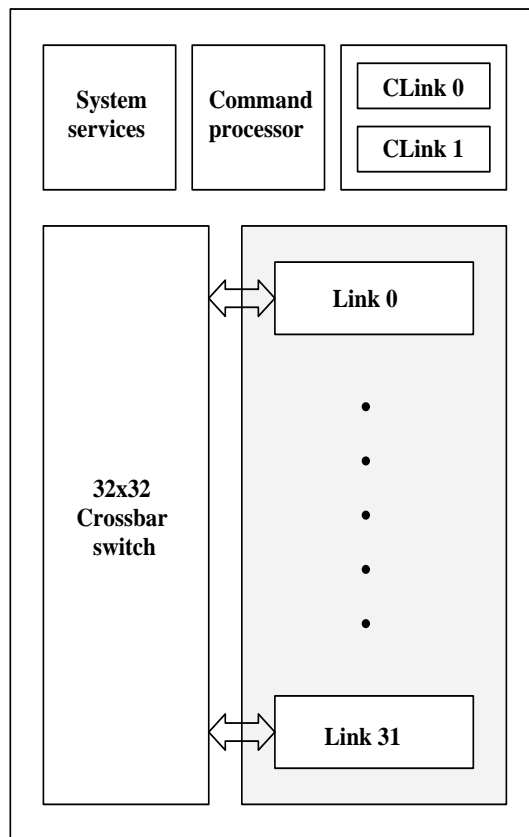 System
services
Command
processor
CLink 0
CLink 1
Link 0
32x32
Crossbar
switch
Link 31